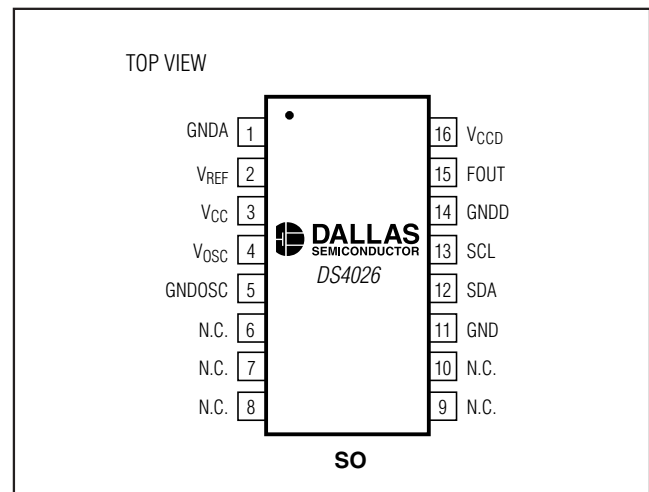 TOP VIEW
GNDA 1
VREF 2
VCC 3
VOSC 4
GNDOSC 5
N.C. 6
N.C. 7
N.C. 8
DALLAS
SEMICONDUCTOR
DS4026
16 VCCD
15 FOUT
14 GNDD
13 SCL
12 SDA
11 GND
10 N.C.
9 N.C.
SO